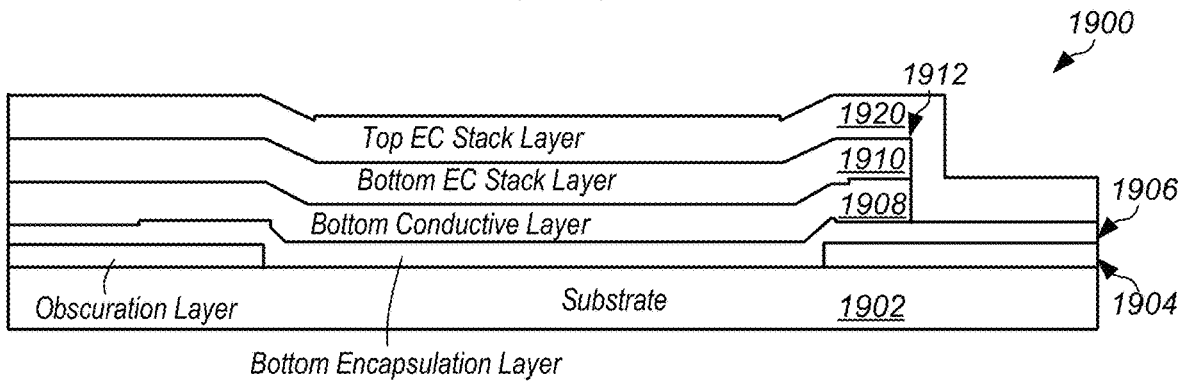 1900
1912
1920
Top EC Stack Layer
1910
Bottom EC Stack Layer
1908
Bottom Conductive Layer
1906
Obscuration Layer
Substrate
1902
1904
Bottom Encapsulation Layer